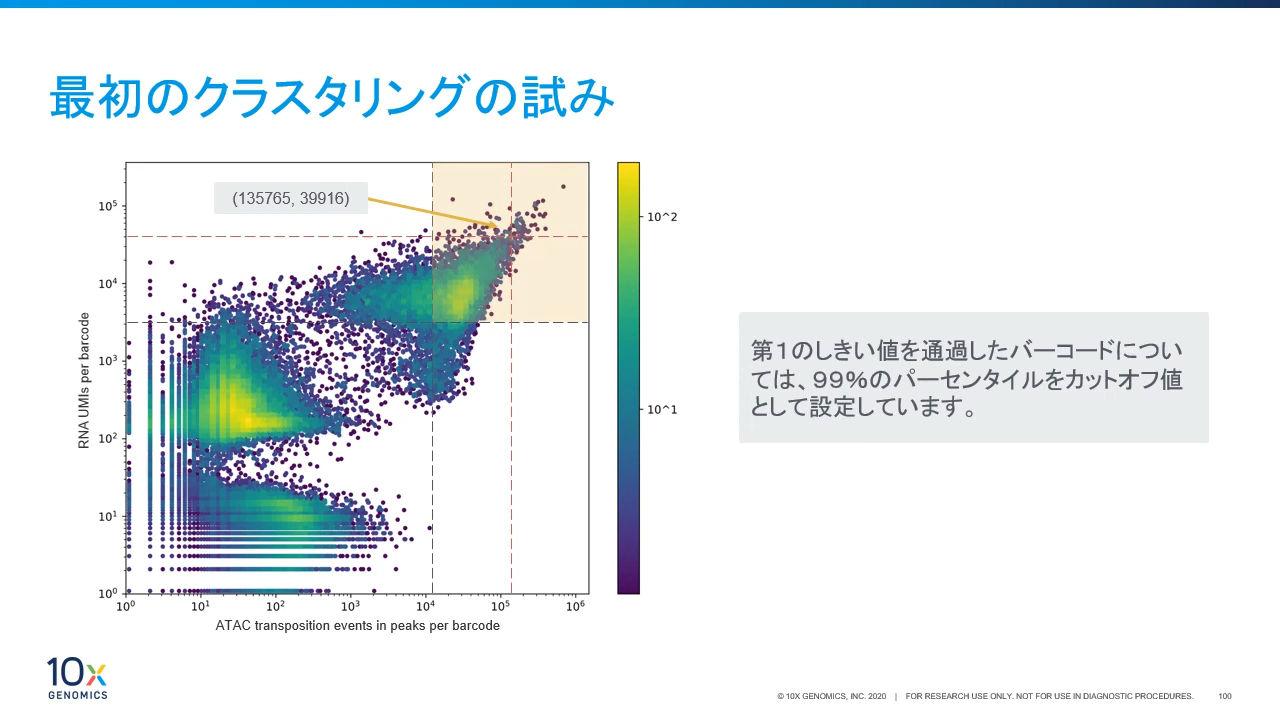 最初のクラスタリングの試み
(135765, 39916)
10^5
10^4
10^3
10^2
10^1
10^0
RNA UMIs per barcode
10^0 10^1 10^2 10^3 10^4 10^5 10^6
ATAC transposition events in peaks per barcode
10^2
10^1
第１のしきい値を通過したバーコードについ
ては、９９％のパーセンタイルをカットオフ値
として設定しています。
10x
GENOMICS
© 10X GENOMICS, INC. 2020 | FOR RESEARCH USE ONLY. NOT FOR USE IN DIAGNOSTIC PROCEDURES. 100